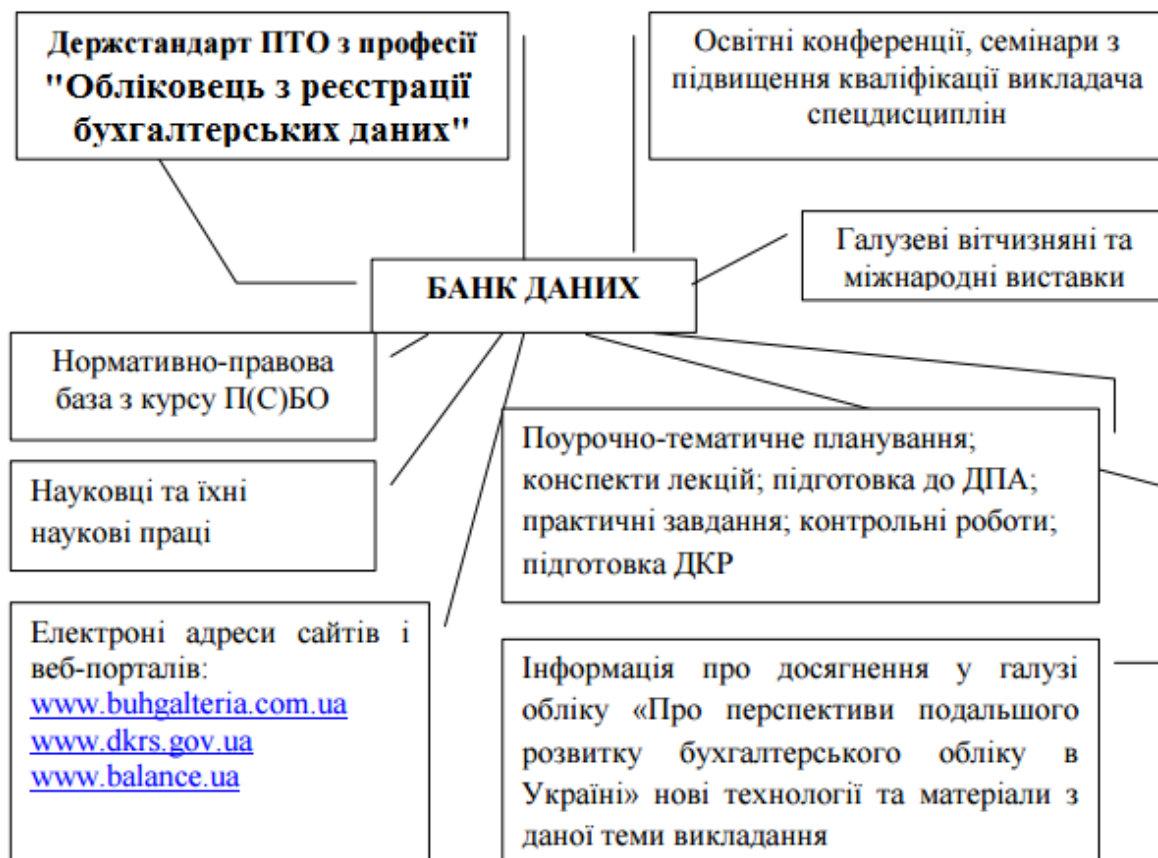 Держстандарт ПТО з професії
"Обліковець з реєстрації
бухгалтерських даних"
Освітні конференції, семінари з
підвищення кваліфікації викладача
спецдисциплін
Галузеві вітчизняні та
міжнародні виставки
БАНК ДАНИХ
Нормативно-правова
база з курсу П(С)БО
Науковці та їхні
наукові праці
Поурочно-тематичне планування;
конспекти лекцій; підготовка до ДПА;
практичні завдання; контрольні роботи;
підготовка ДКР
Електроні адреси сайтів і
веб-порталів:
www.buhgalteria.com.ua
www.dkrs.gov.ua
www.balance.ua
Інформація про досягнення у галузі
обліку «Про перспективи подальшого
розвитку бухгалтерського обліку в
Україні» нові технології та матеріали з
даної теми викладання